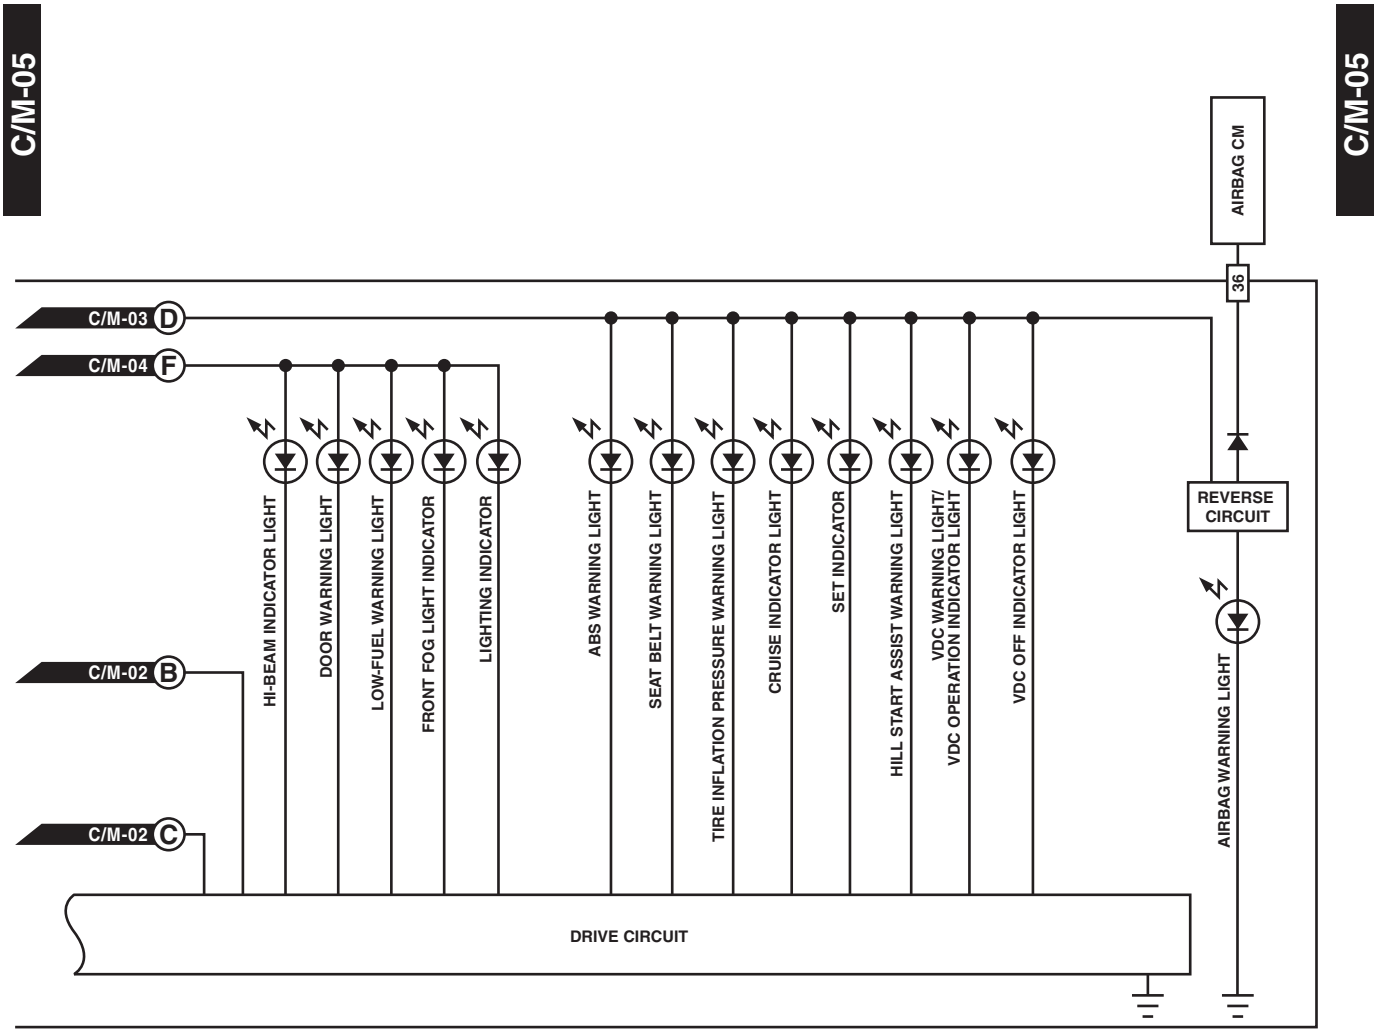 C/M-05
C/M-05
AIRBAG CM
36
C/M-03 D
C/M-04 F
HI-BEAM INDICATOR LIGHT
DOOR WARNING LIGHT
LOW-FUEL WARNING LIGHT
FRONT FOG LIGHT INDICATOR
LIGHTING INDICATOR
ABS WARNING LIGHT
SEAT BELT WARNING LIGHT
TIRE INFLATION PRESSURE WARNING LIGHT
CRUISE INDICATOR LIGHT
SET INDICATOR
HILL START ASSIST WARNING LIGHT
VDC WARNING LIGHT/
VDC OPERATION INDICATOR LIGHT
VDC OFF INDICATOR LIGHT
REVERSE
CIRCUIT
AIRBAG WARNING LIGHT
C/M-02 B
C/M-02 C
DRIVE CIRCUIT